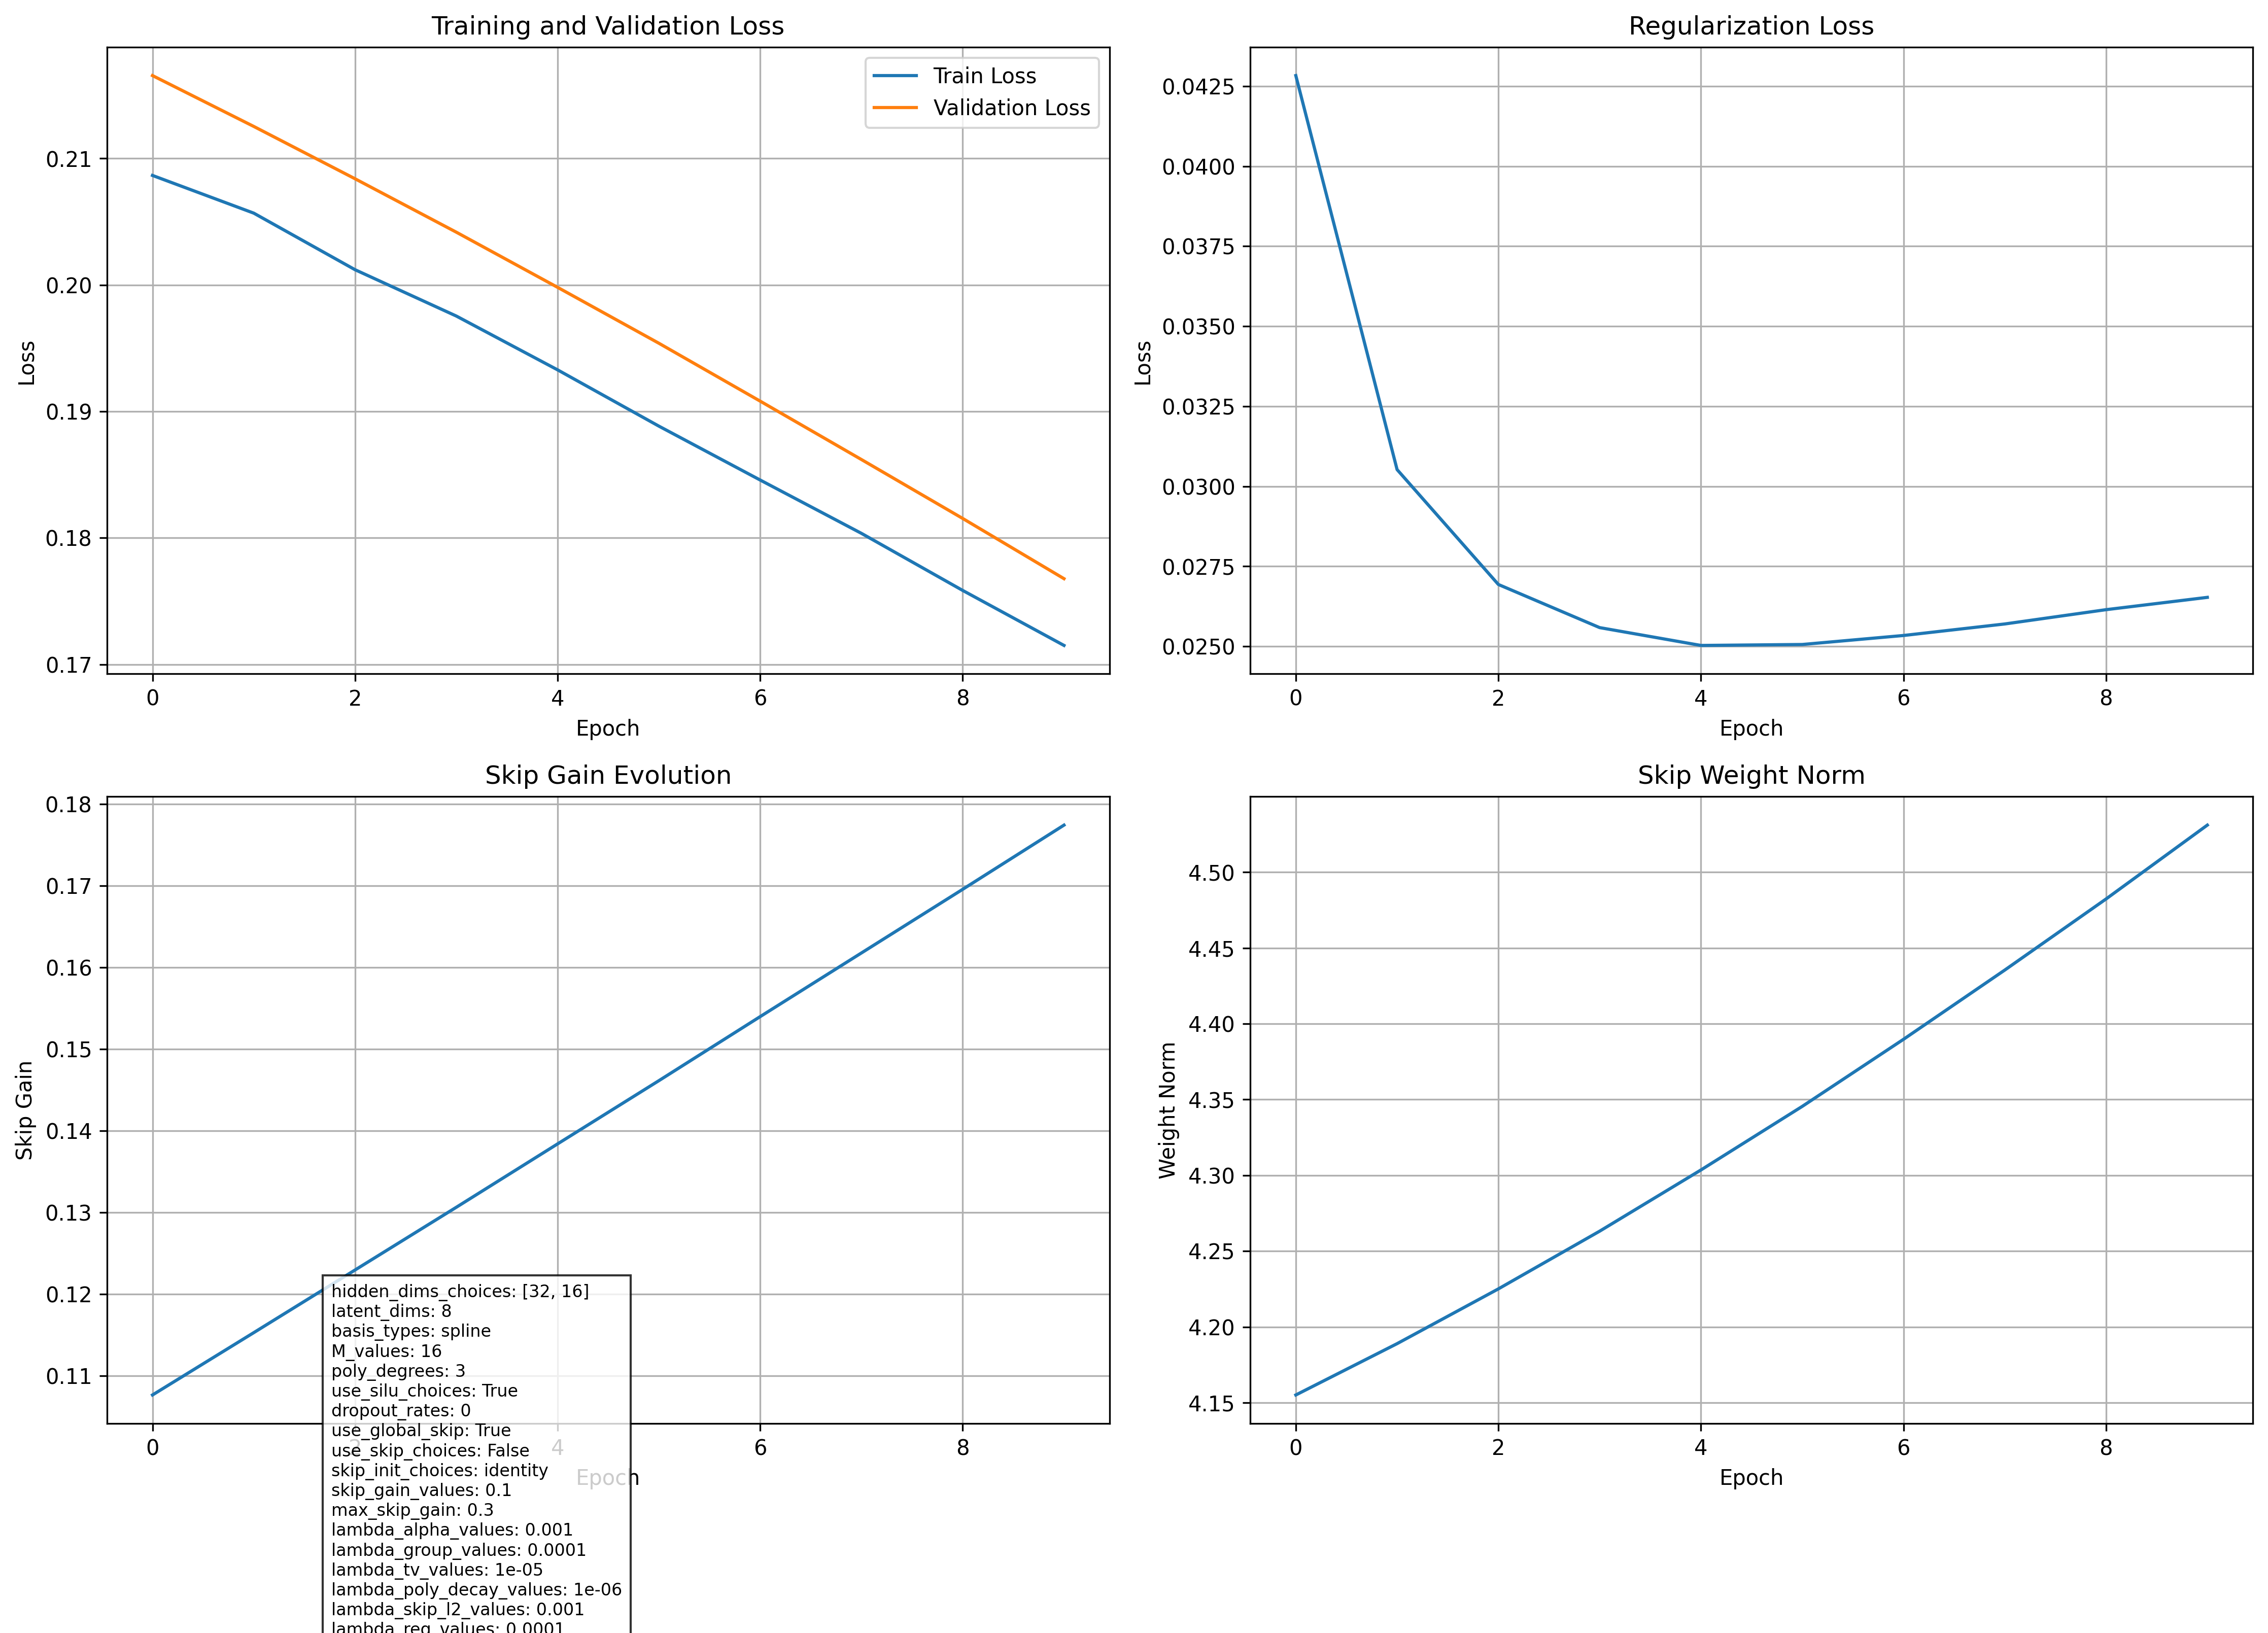 Training and Validation Loss
Train Loss
Validation Loss
0.21
0.20
0.19
0.18
0.17
Loss
0 2 4 6 8
Epoch
Regularization Loss
0.0425
0.0400
0.0375
0.0350
0.0325
0.0300
0.0275
0.0250
Loss
0 2 4 6 8
Epoch
Skip Gain Evolution
0.18
0.17
0.16
0.15
0.14
0.13
0.12
0.11
Skip Gain
0 2 4 6 8
Epoch
hidden_dims_choices: [32, 16]
latent_dims: 8
basis_types: spline
M_values: 16
poly_degrees: 3
use_silu_choices: True
dropout_rates: 0
use_global_skip: True
use_skip_choices: False
skip_init_choices: identity
skip_gain_values: 0.1
max_skip_gain: 0.3
lambda_alpha_values: 0.001
lambda_group_values: 0.0001
lambda_tv_values: 1e-05
lambda_poly_decay_values: 1e-06
lambda_skip_l2_values: 0.001
lambda_reg_values: 0.0001
Skip Weight Norm
4.50
4.45
4.40
4.35
4.30
4.25
4.20
4.15
Weight Norm
0 2 4 6 8
Epoch